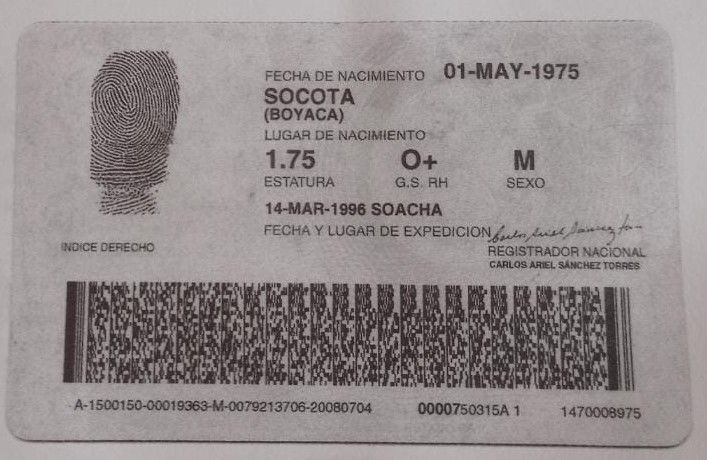 FECHA DE NACIMIENTO 01-MAY-1975
SOCOTA
(BOYACA)
LUGAR DE NACIMIENTO
1.75 O+ M
ESTATURA G.S. RH SEXO
14-MAR-1996 SOACHA
FECHA Y LUGAR DE EXPEDICION
INDICE DERECHO
REGISTRADOR NACIONAL
CARLOS ARIEL SÁNCHEZ TORRES
A-1500150-00019363-M-0079213706-20080704 0000750315A 1 1470008975